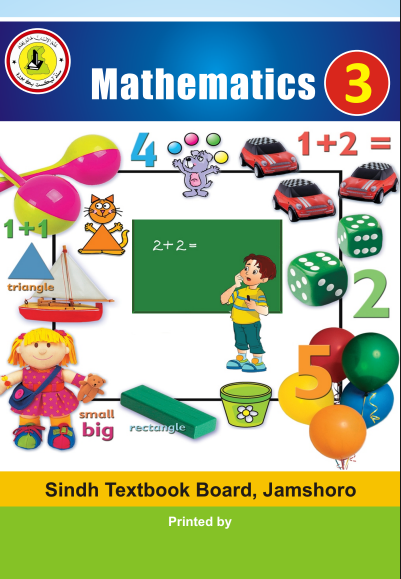 Mathematics 3
4
1+2 =
1+1
2+2=
triangle
2
5
small
big
rectangle
Sindh Textbook Board, Jamshoro
Printed by